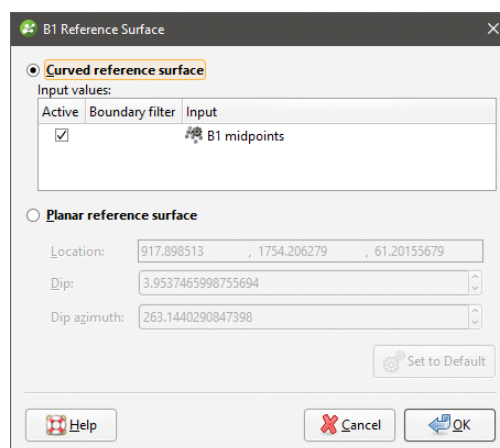 B1 Reference Surface
Curved reference surface
Input values:
Active Boundary filter Input
B1 midpoints
Planar reference surface
Location: 917.898513 , 1754.206279 , 61.20155679
Dip: 3.9537465998755694
Dip azimuth: 263.1440290847398
Set to Default
Help Cancel OK